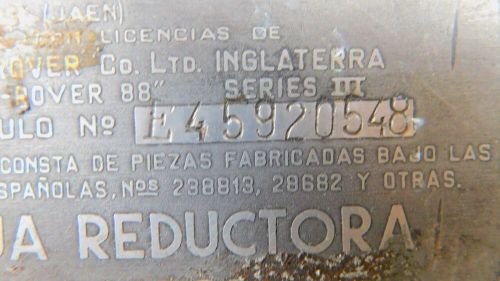 (JAEN)
LICENCIAS DE
ROVER Co. LTD. INGLATERRA
ROVER 88" SERIES III
ULO Nº E45920548
CONSTA DE PIEZAS FABRICADAS BAJO LAS
SPAÑOLAS, Nos 238813, 28682 Y OTRAS.
JA REDUCTORA